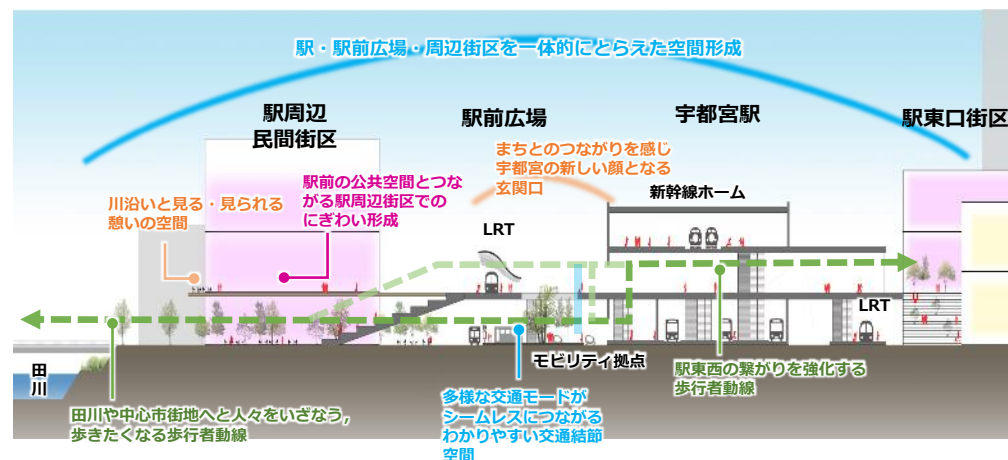 駅・駅前広場・周辺街区を一体的にとらえた空間形成
駅周辺
民間街区
駅前広場
宇都宮駅
駅東口街区
まちとのつながりを感じ
宇都宮の新しい顔となる
玄関口
駅前の公共空間とつな
がる駅周辺街区での
にぎわい形成
川沿いと見る・見られる
憩いの空間
新幹線ホーム
LRT
LRT
モビリティ拠点
田
川
駅東西の繋がりを強化する
歩行者動線
田川や中心市街地へと人々をいざなう,
歩きたくなる歩行者動線
多様な交通モードが
シームレスにつながる
わかりやすい交通結節
空間